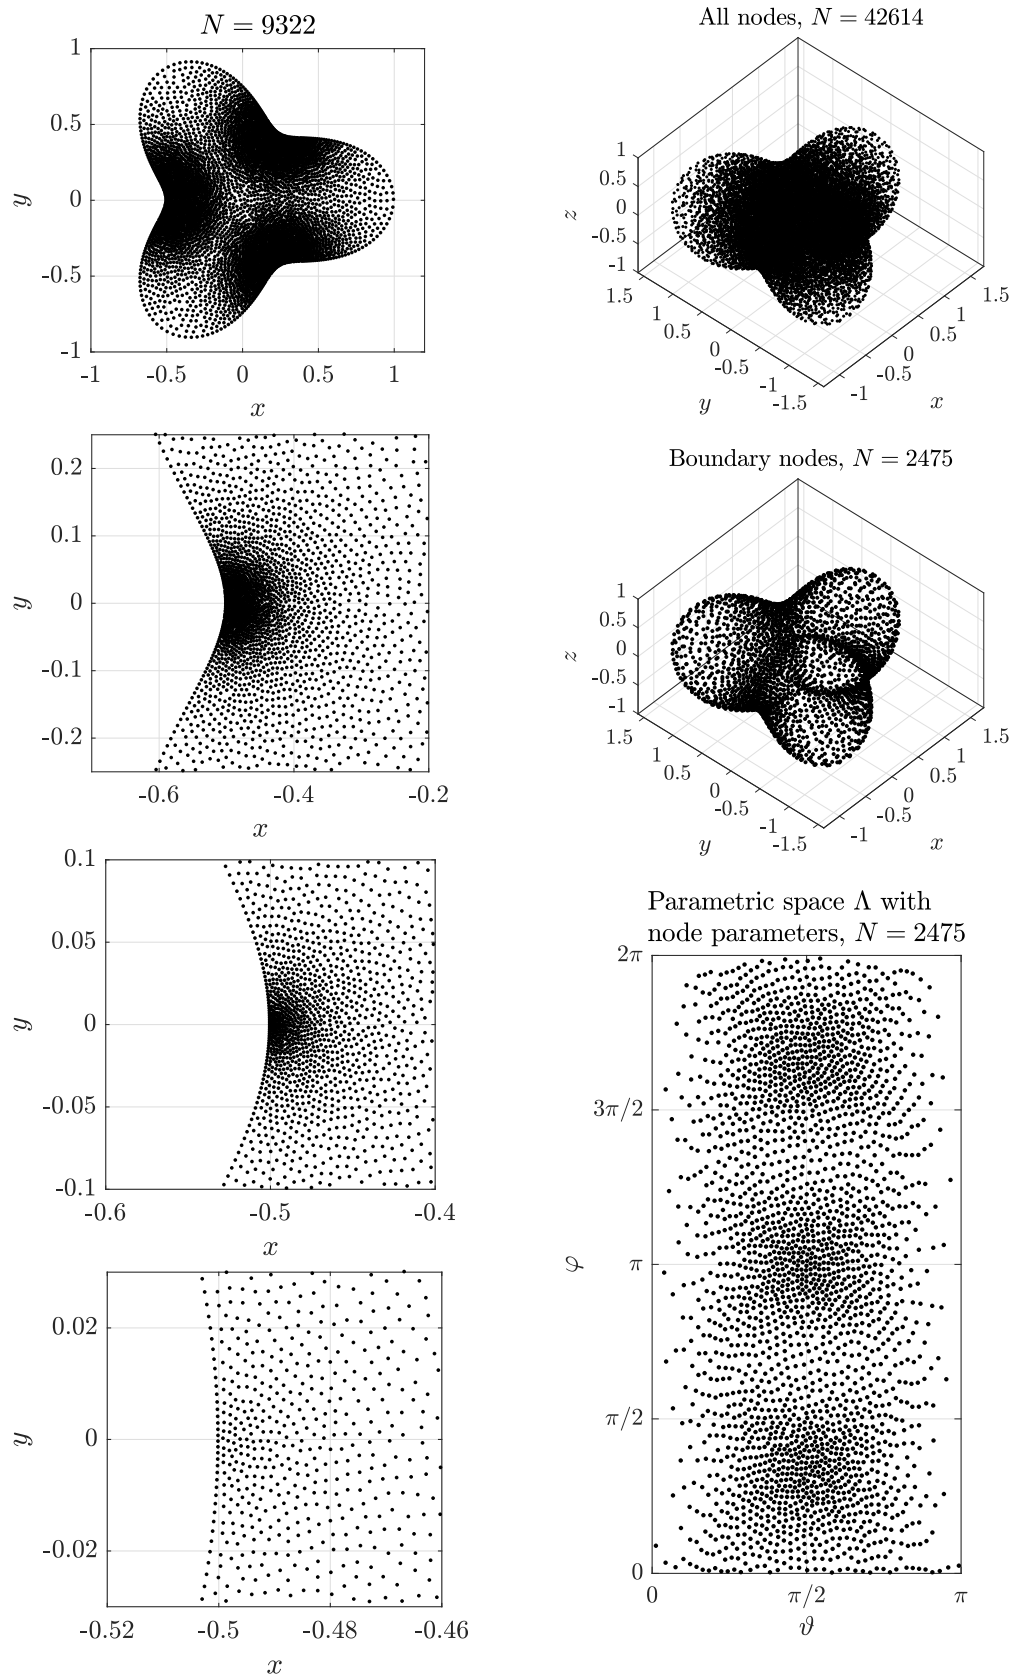 N = 9322
1
0.5
0
-0.5
-1
y
-1 -0.5 0 0.5 1
x
0.2
0.1
0
-0.1
-0.2
y
-0.6 -0.4 -0.2
x
0.1
0.05
0
-0.05
-0.1
y
-0.6 -0.5 -0.4
x
0.02
0
-0.02
y
-0.52 -0.5 -0.48 -0.46
x
All nodes, N = 42614
1
0.5
0
-0.5
-1
z
1.5
1
0.5
0
-0.5
-1
-1.5
y
1.5
1
0.5
0
-0.5
-1
x
Boundary nodes, N = 2475
1
0.5
0
-0.5
-1
z
1.5
1
0.5
0
-0.5
-1
-1.5
y
1.5
1
0.5
0
-0.5
-1
x
Parametric space Λ with
node parameters, N = 2475
2π
3π/2
π
π/2
0
φ
0 π/2 π
ϑ